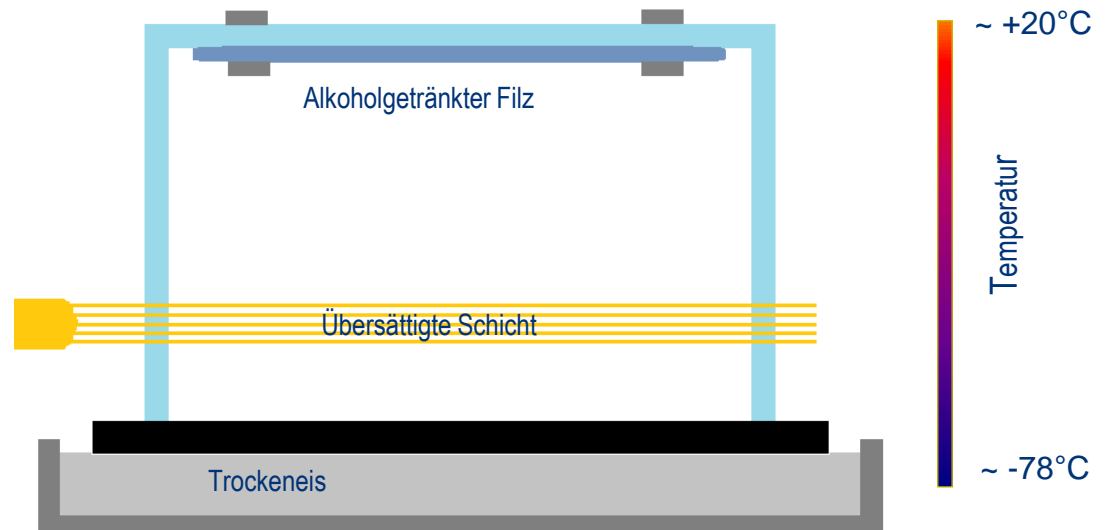 ~ +20°C
Alkoholgetränkter Filz
Temperatur
Übersättigte Schicht
Trockeneis
~ -78°C